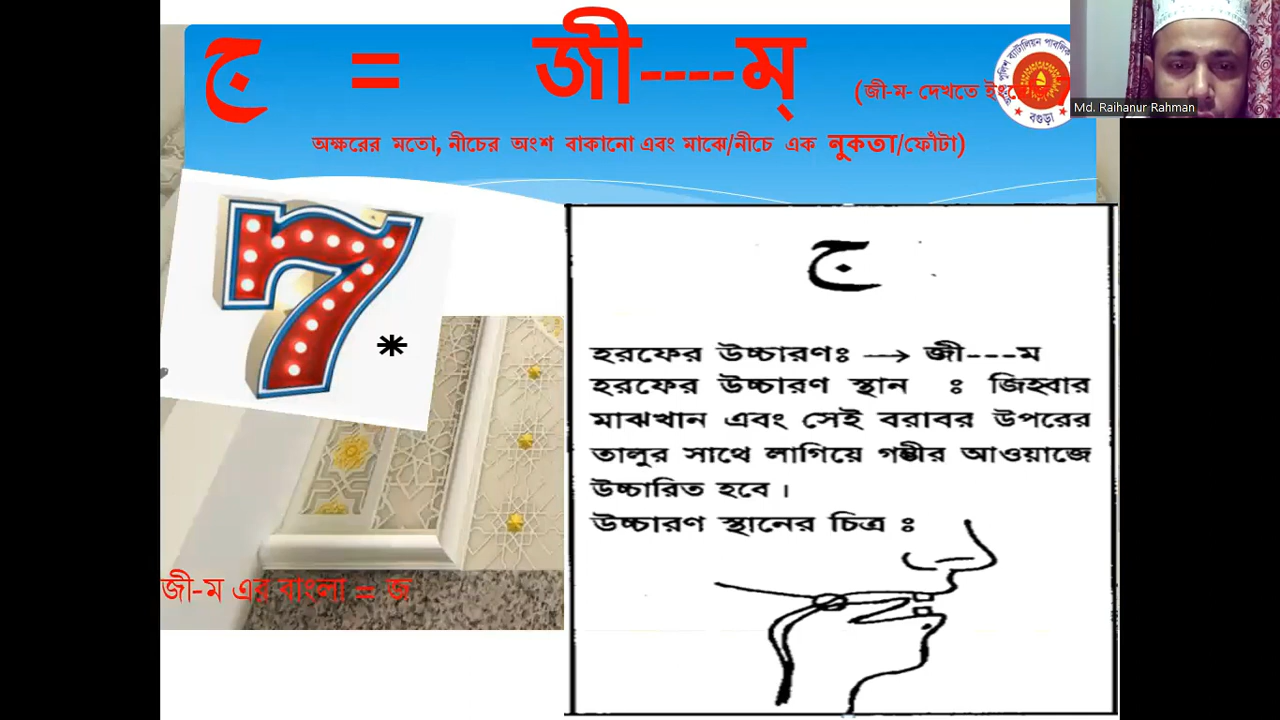 ج = জী----ম্
(জী-ম- দেখতে
অক্ষরের মতো, নীচের অংশ বাকানো এবং মাঝে/নীচে এক নুকতা/ফোঁটা)
বগুড়া
Md. Raihanur Rahman
7
*
জী-ম এর বাংলা = জ
ج
হরফের উচ্চারণঃ → জী---ম
হরফের উচ্চারণ স্থান ঃ জিহ্বার
মাঝখান এবং সেই বরাবর উপরের
তালুর সাথে লাগিয়ে গম্ভীর আওয়াজে
উচ্চারিত হবে।
উচ্চারণ স্থানের চিত্র ঃ